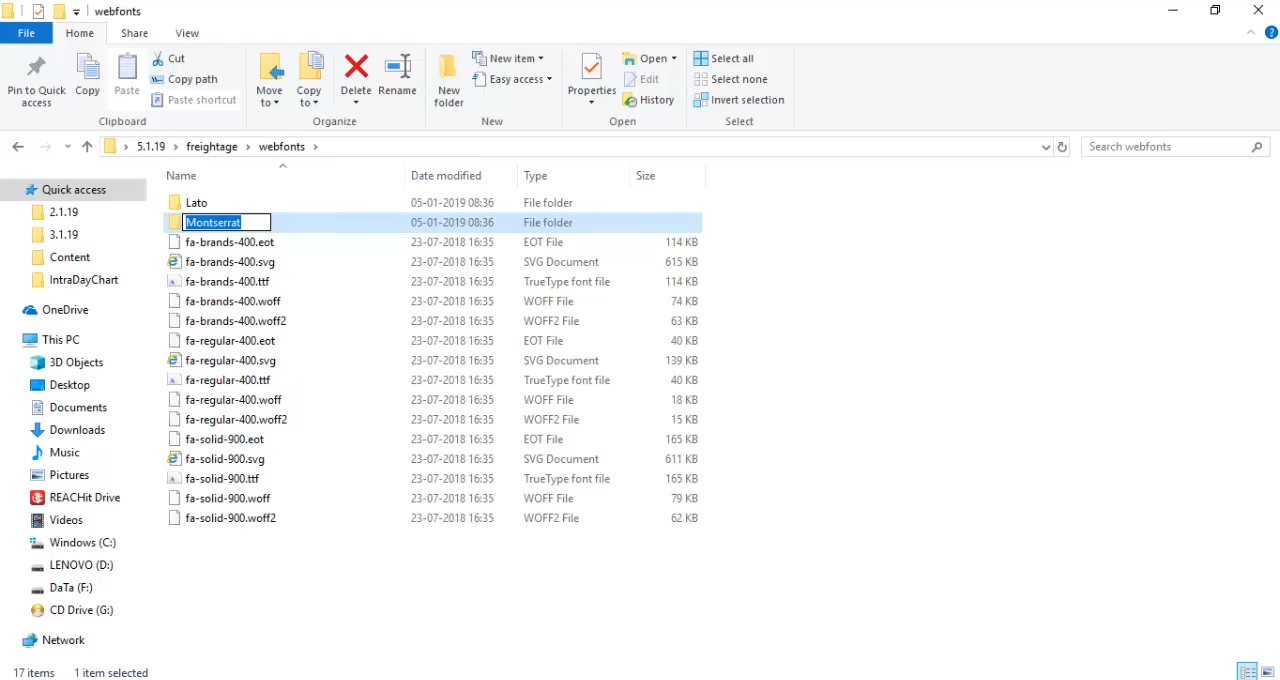 webfonts
File Home Share View
Pin to Quick access
Copy
Paste
Cut
Copy path
Paste shortcut
Clipboard
Move to
Copy to
Delete
Rename
Organize
New folder
New item
Easy access
New
Properties
Open
Edit
History
Open
Select all
Select none
Invert selection
Select
5.1.19 › freightage › webfonts ›
Search webfonts
Quick access
2.1.19
3.1.19
Content
IntraDayChart
OneDrive
This PC
3D Objects
Desktop
Documents
Downloads
Music
Pictures
REACHit Drive
Videos
Windows (C:)
LENOVO (D:)
DaTa (F:)
CD Drive (G:)
Network
Name Date modified Type Size
Lato 05-01-2019 08:36 File folder
Montserrat 05-01-2019 08:36 File folder
fa-brands-400.eot 23-07-2018 16:35 EOT File 114 KB
fa-brands-400.svg 23-07-2018 16:35 SVG Document 615 KB
fa-brands-400.ttf 23-07-2018 16:35 TrueType font file 114 KB
fa-brands-400.woff 23-07-2018 16:35 WOFF File 74 KB
fa-brands-400.woff2 23-07-2018 16:35 WOFF2 File 63 KB
fa-regular-400.eot 23-07-2018 16:35 EOT File 40 KB
fa-regular-400.svg 23-07-2018 16:35 SVG Document 139 KB
fa-regular-400.ttf 23-07-2018 16:35 TrueType font file 40 KB
fa-regular-400.woff 23-07-2018 16:35 WOFF File 18 KB
fa-regular-400.woff2 23-07-2018 16:35 WOFF2 File 15 KB
fa-solid-900.eot 23-07-2018 16:35 EOT File 165 KB
fa-solid-900.svg 23-07-2018 16:35 SVG Document 611 KB
fa-solid-900.ttf 23-07-2018 16:35 TrueType font file 165 KB
fa-solid-900.woff 23-07-2018 16:35 WOFF File 79 KB
fa-solid-900.woff2 23-07-2018 16:35 WOFF2 File 62 KB
17 items 1 item selected